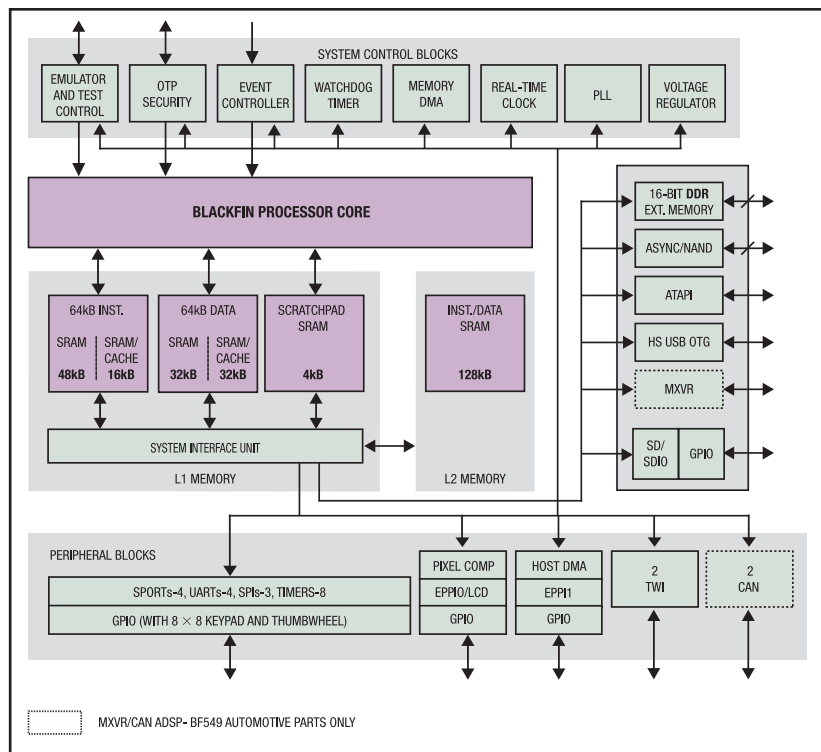 SYSTEM CONTROL BLOCKS
EMULATOR
AND TEST
CONTROL
OTP
SECURITY
EVENT
CONTROLLER
WATCHDOG
TIMER
MEMORY
DMA
REAL-TIME
CLOCK
PLL
VOLTAGE
REGULATOR
BLACKFIN PROCESSOR CORE
16-BIT DDR
EXT. MEMORY
ASYNC/NAND
ATAPI
HS USB OTG
MXVR
SD/
SDIO
GPIO
64kB INST.
SRAM
48kB
SRAM/
CACHE
16kB
64kB DATA
SRAM
32kB
SRAM/
CACHE
32kB
SCRATCHPAD
SRAM
4kB
INST./DATA
SRAM
128kB
SYSTEM INTERFACE UNIT
L1 MEMORY
L2 MEMORY
PERIPHERAL BLOCKS
SPORTs-4, UARTs-4, SPIs-3, TIMERS-8
GPIO (WITH 8 × 8 KEYPAD AND THUMBWHEEL)
PIXEL COMP
EPPIO/LCD
GPIO
HOST DMA
EPPI1
GPIO
2
TWI
2
CAN
MXVR/CAN ADSP- BF549 AUTOMOTIVE PARTS ONLY